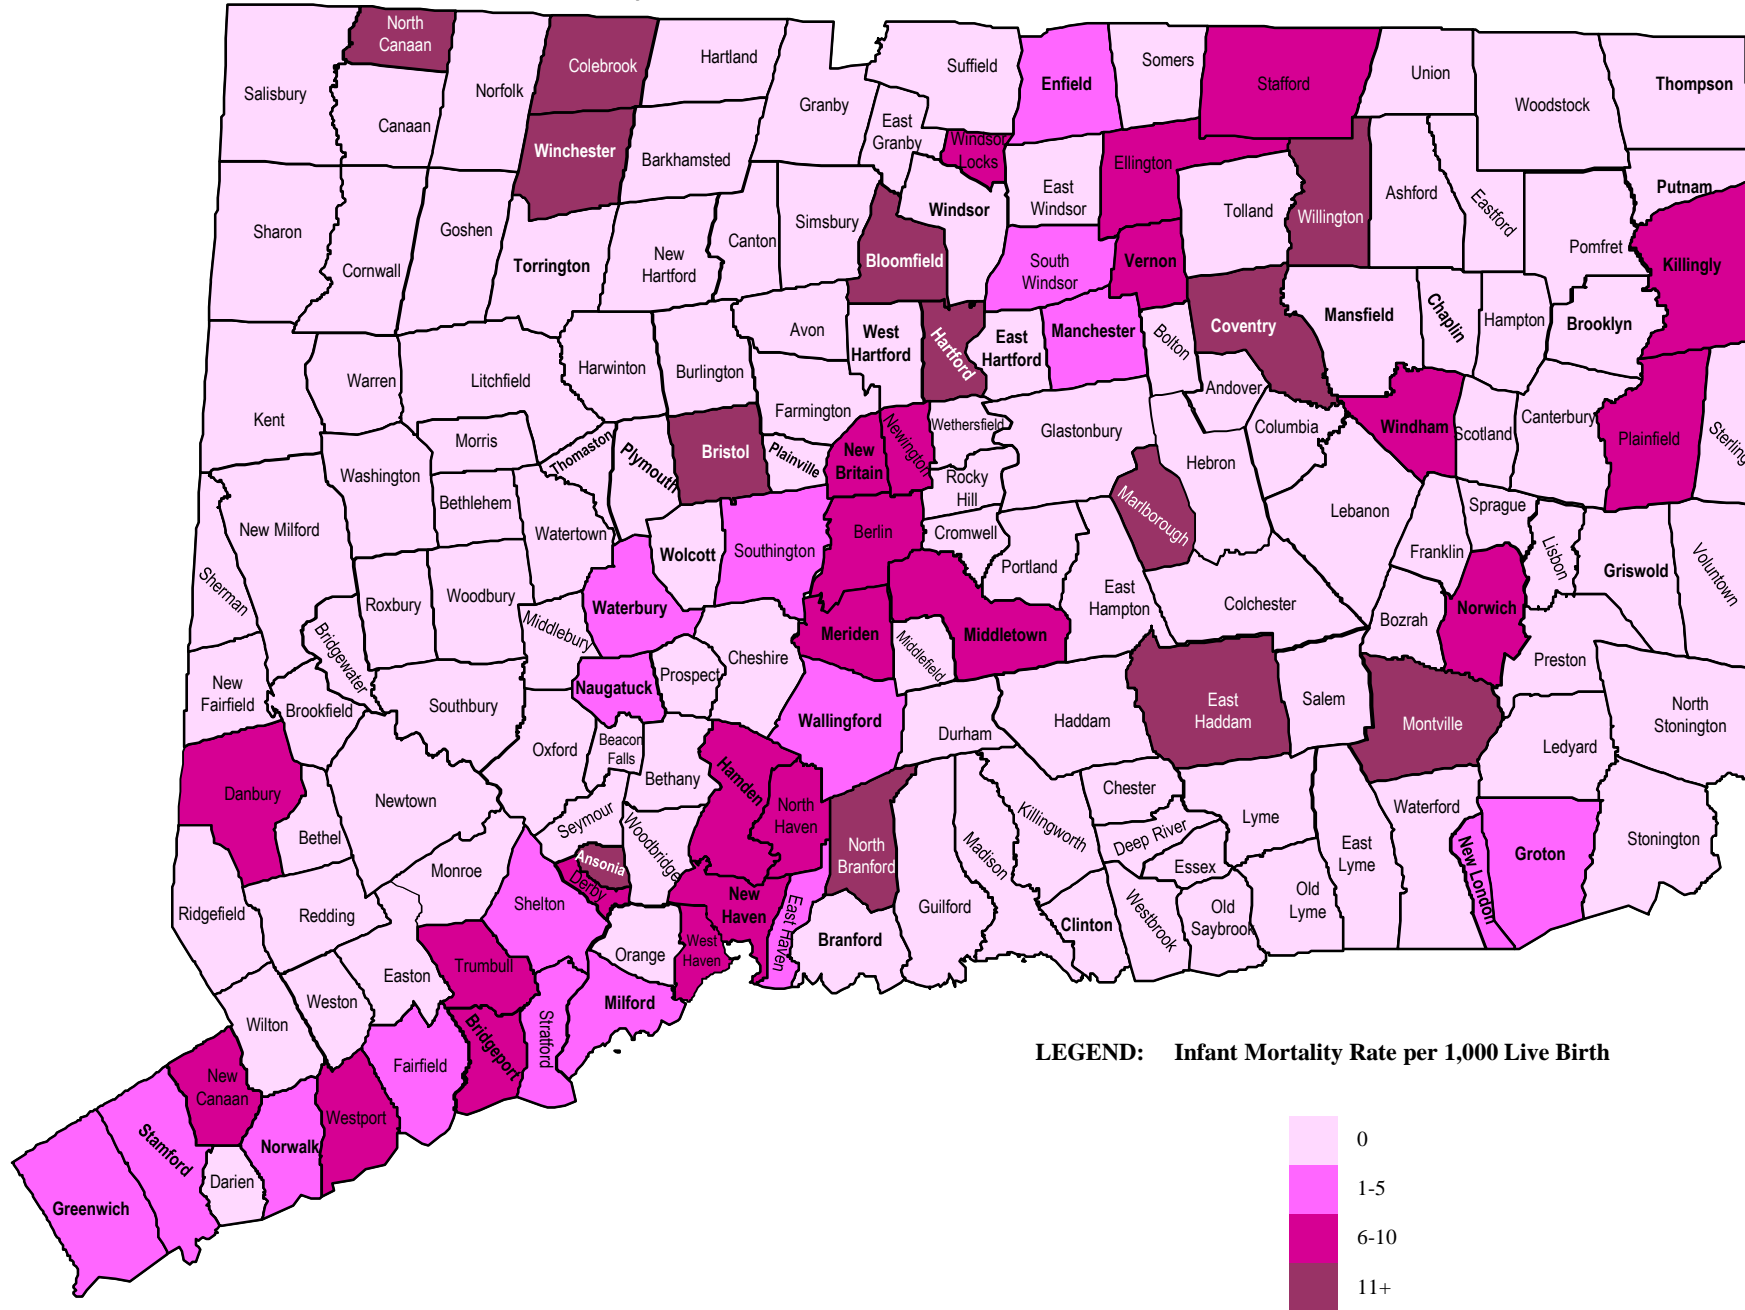 North
Canaan
Colebrook
Hartland
Salisbury
Norfolk
Canaan
Granby
Suffield
Enfield
Somers
Stafford
Union
Woodstock
Thompson
East
Granby
Windsor
Locks
Winchester
Barkhamsted
Ellington
East
Windsor
Windsor
Tolland
Willington
Ashford
Eastford
Putnam
Pomfret
Killingly
Sharon
Cornwall
Goshen
Torrington
New
Hartford
Canton
Simsbury
Bloomfield
South
Windsor
Vernon
Coventry
Mansfield
Chaplin
Hampton
Brooklyn
Avon
West
Hartford
Hartford
East
Hartford
Manchester
Bolton
Andover
Kent
Warren
Litchfield
Harwinton
Burlington
Farmington
Morris
Washington
Bethlehem
Thomaston
Plymouth
Bristol
Plainville
New
Britain
Newington
Wethersfield
Rocky
Hill
Glastonbury
Hebron
Columbia
Windham
Scotland
Canterbury
Plainfield
Sterling
Marlborough
Lebanon
Sprague
Franklin
Lisbon
Griswold
Voluntown
New Milford
Sherman
Watertown
Wolcott
Southington
Berlin
Cromwell
Portland
East
Hampton
Colchester
Bozrah
Norwich
Preston
Roxbury
Woodbury
Bridgewater
Middlebury
Waterbury
Naugatuck
Prospect
Cheshire
Meriden
Middlefield
Middletown
New
Fairfield
Brookfield
Southbury
Oxford
Beacon
Falls
Bethany
Wallingford
Durham
Haddam
East
Haddam
Salem
Montville
Ledyard
North
Stonington
Danbury
Bethel
Newtown
Seymour
Woodbridge
Hamden
North
Haven
North
Branford
Guilford
Madison
Killingworth
Chester
Deep River
Essex
Westbrook
Old
Saybrook
Lyme
Old
Lyme
East
Lyme
Waterford
New London
Groton
Stonington
Ridgefield
Redding
Monroe
Ansonia
Derby
Shelton
Orange
West
Haven
New
Haven
East Haven
Branford
Clinton
Easton
Weston
Wilton
Trumbull
Bridgeport
Stratford
Milford
Fairfield
Westport
Norwalk
New
Canaan
Darien
Stamford
Greenwich
LEGEND: Infant Mortality Rate per 1,000 Live Birth
0
1-5
6-10
11+